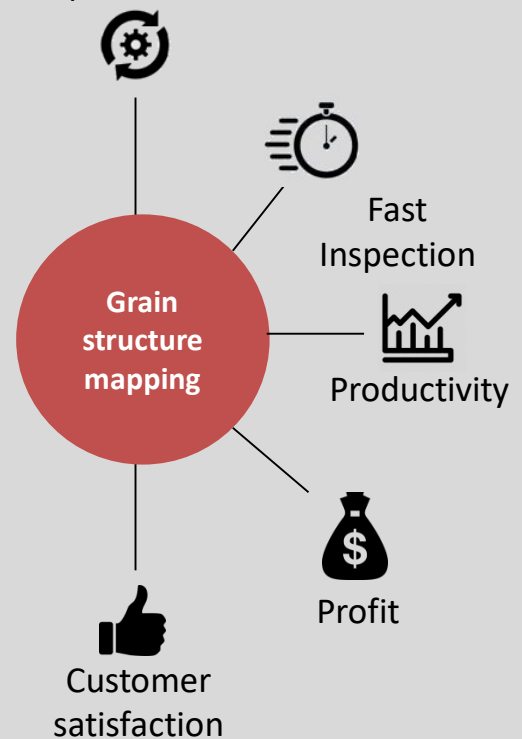 Fast
Inspection
Grain
structure
mapping
Productivity
$
Profit
Customer
satisfaction